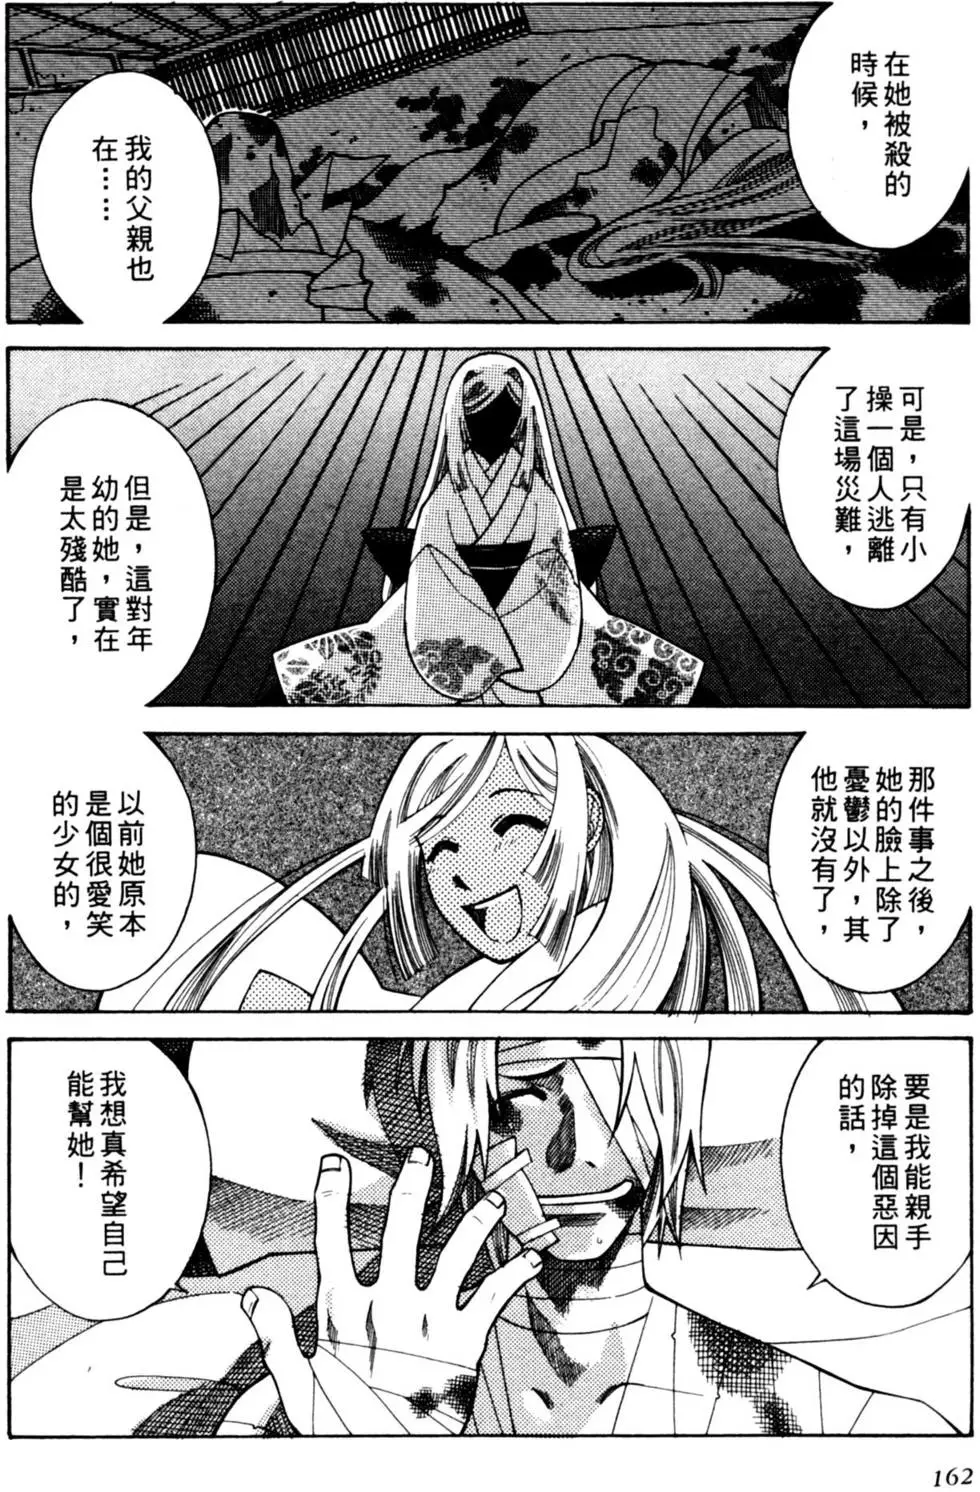 在她被殺的
時候，
我的父親也
在……
可是，只有小
操一個人逃離
了這場災難，
但是，這對年
幼的她，實在
是太殘酷了，
那件事之後，
她的臉上除了
憂鬱以外，其
他就沒有了，
以前她原本
是個很愛笑
的少女的，
要是我能親手
除掉這個惡因
的話，
我想真希望自己
能幫她！
162